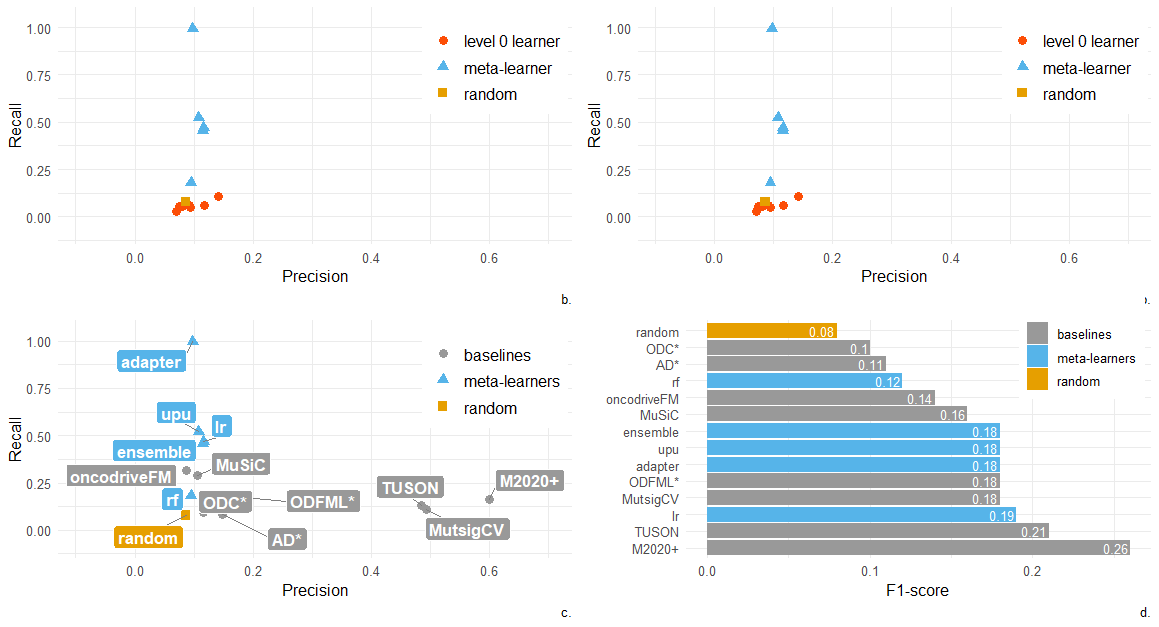 1.00
0.75
0.50
0.25
0.00
Recall
0.0
0.2
0.4
0.6
Precision
level 0 learner
meta-learner
random
b.
1.00
0.75
0.50
0.25
0.00
Recall
0.0
0.2
0.4
0.6
Precision
level 0 learner
meta-learner
random
1.00
0.75
0.50
0.25
0.00
Recall
0.0
0.2
0.4
0.6
Precision
baselines
meta-learners
random
adapter
upu
lr
ensemble
MuSiC
oncodriveFM
rf
ODC*
ODFML*
random
AD*
TUSON
M2020+
MutsigCV
c.
random 0.08
ODC* 0.1
AD* 0.11
rf 0.12
oncodriveFM 0.14
MuSiC 0.16
ensemble 0.18
upu 0.18
adapter 0.18
ODFML* 0.18
MutsigCV 0.18
lr 0.19
TUSON 0.21
M2020+ 0.26
0.0
0.1
0.2
F1-score
baselines
meta-learners
random
d.